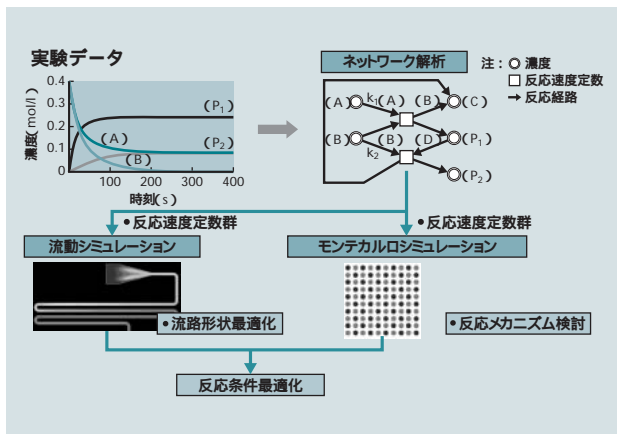 実験データ
0.4
0.3
0.2
0.1
0
濃度(mol/l)
(P1)
(A)
(P2)
(B)
100 200 300 400
時刻(s)
ネットワーク解析
注:○濃度
□反応速度定数
→反応経路
(A) k1 (A) (B) (C)
(B) (B) (D) (P1)
k2
(P2)
•反応速度定数群
•反応速度定数群
流動シミュレーション
モンテカルロシミュレーション
•流路形状最適化
•反応メカニズム検討
反応条件最適化